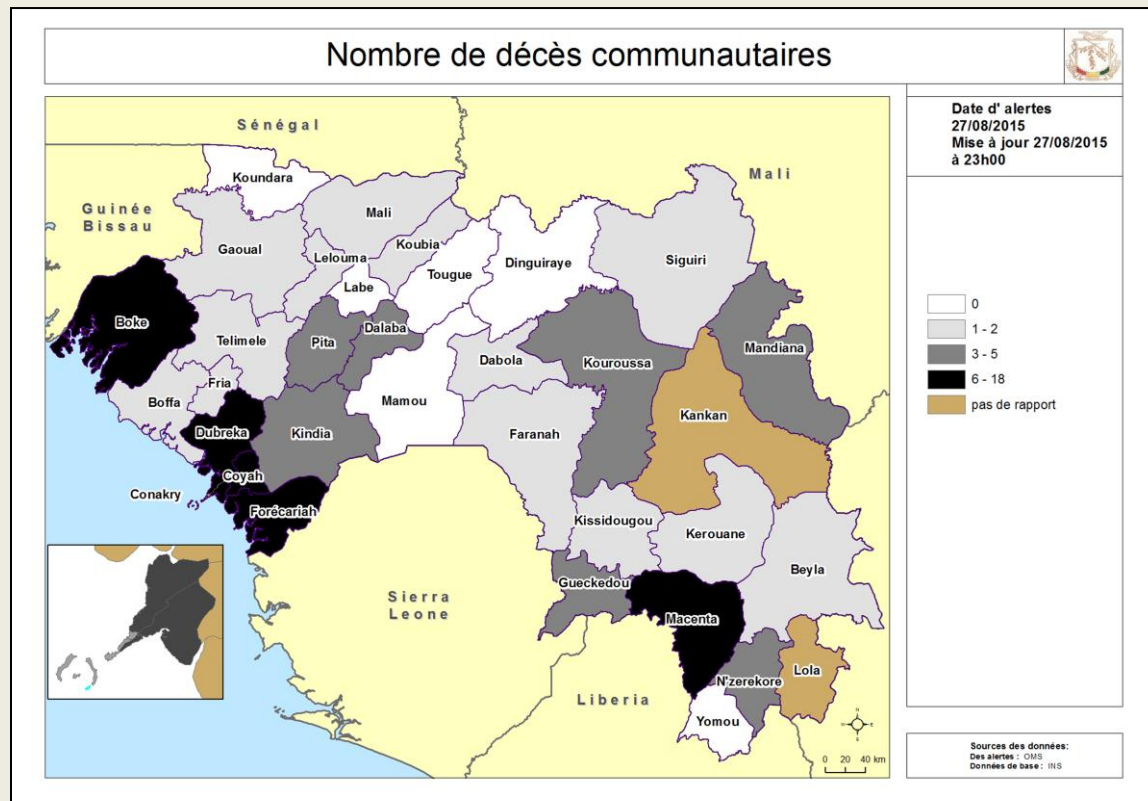 Nombre de décès communautaires
Date d' alertes
27/08/2015
Mise à jour 27/08/2015
à 23h00
Sénégal
Mali
Koundara
Guinée
Bissau
Mali
Gaoual
Koubia
Lelouma
Siguiri
Tougue
Dinguiraye
Labe
Boke
Dalaba
Telimele
Pita
Mandiana
Dabola
Kouroussa
Fria
Boffa
Mamou
Kankan
Dubreka
Kindia
Faranah
Coyah
Conakry
Forécariah
Kissidougou
Kerouane
Beyla
Gueckedou
Sierra
Leone
Macenta
Lola
N'zerekore
Liberia
Yomou
0
1 - 2
3 - 5
6 - 18
pas de rapport
N
W
E
S
0 20 40 km
Sources des données:
Des alertes : OMS
Données de base : INS